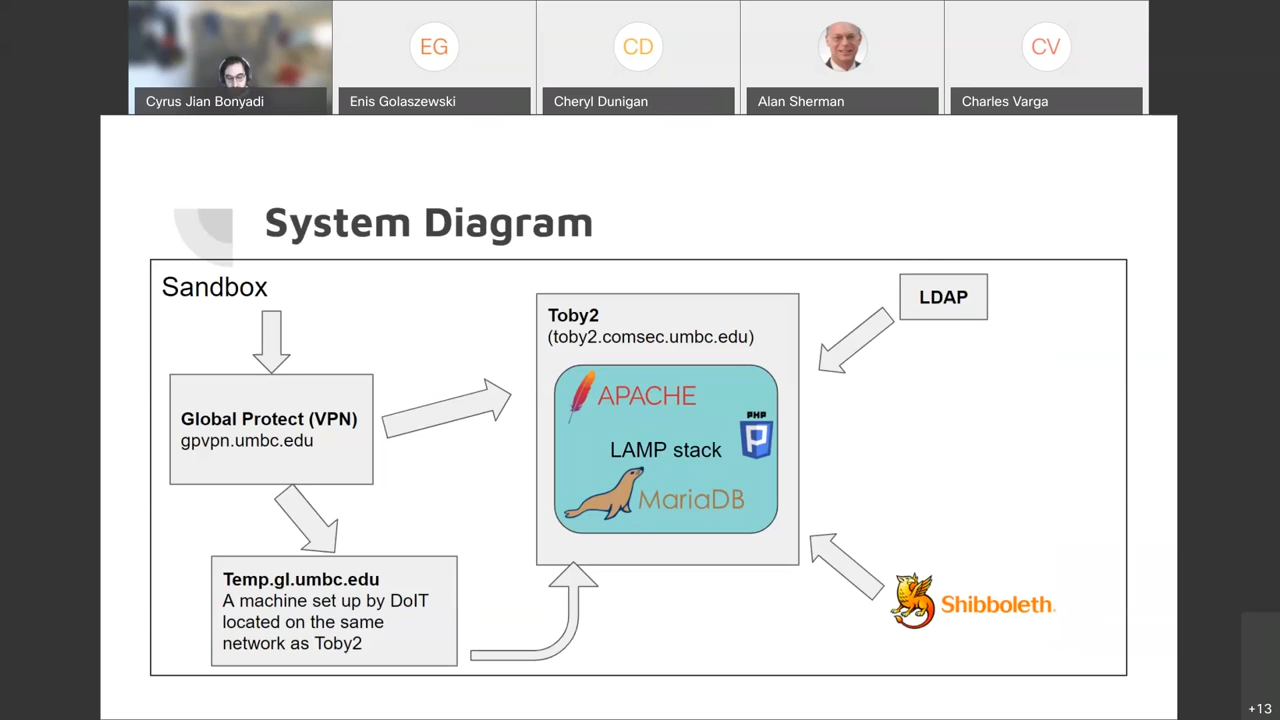 EG
CD
CV
Cyrus Jian Bonyadi
Enis Golaszewski
Cheryl Dunigan
Alan Sherman
Charles Varga
System Diagram
Sandbox
Global Protect (VPN)
gpvpn.umbc.edu
Temp.gl.umbc.edu
A machine set up by DoIT
located on the same
network as Toby2
Toby2
(toby2.comsec.umbc.edu)
APACHE
PHP
P
LAMP stack
MariaDB
LDAP
Shibboleth.
+13